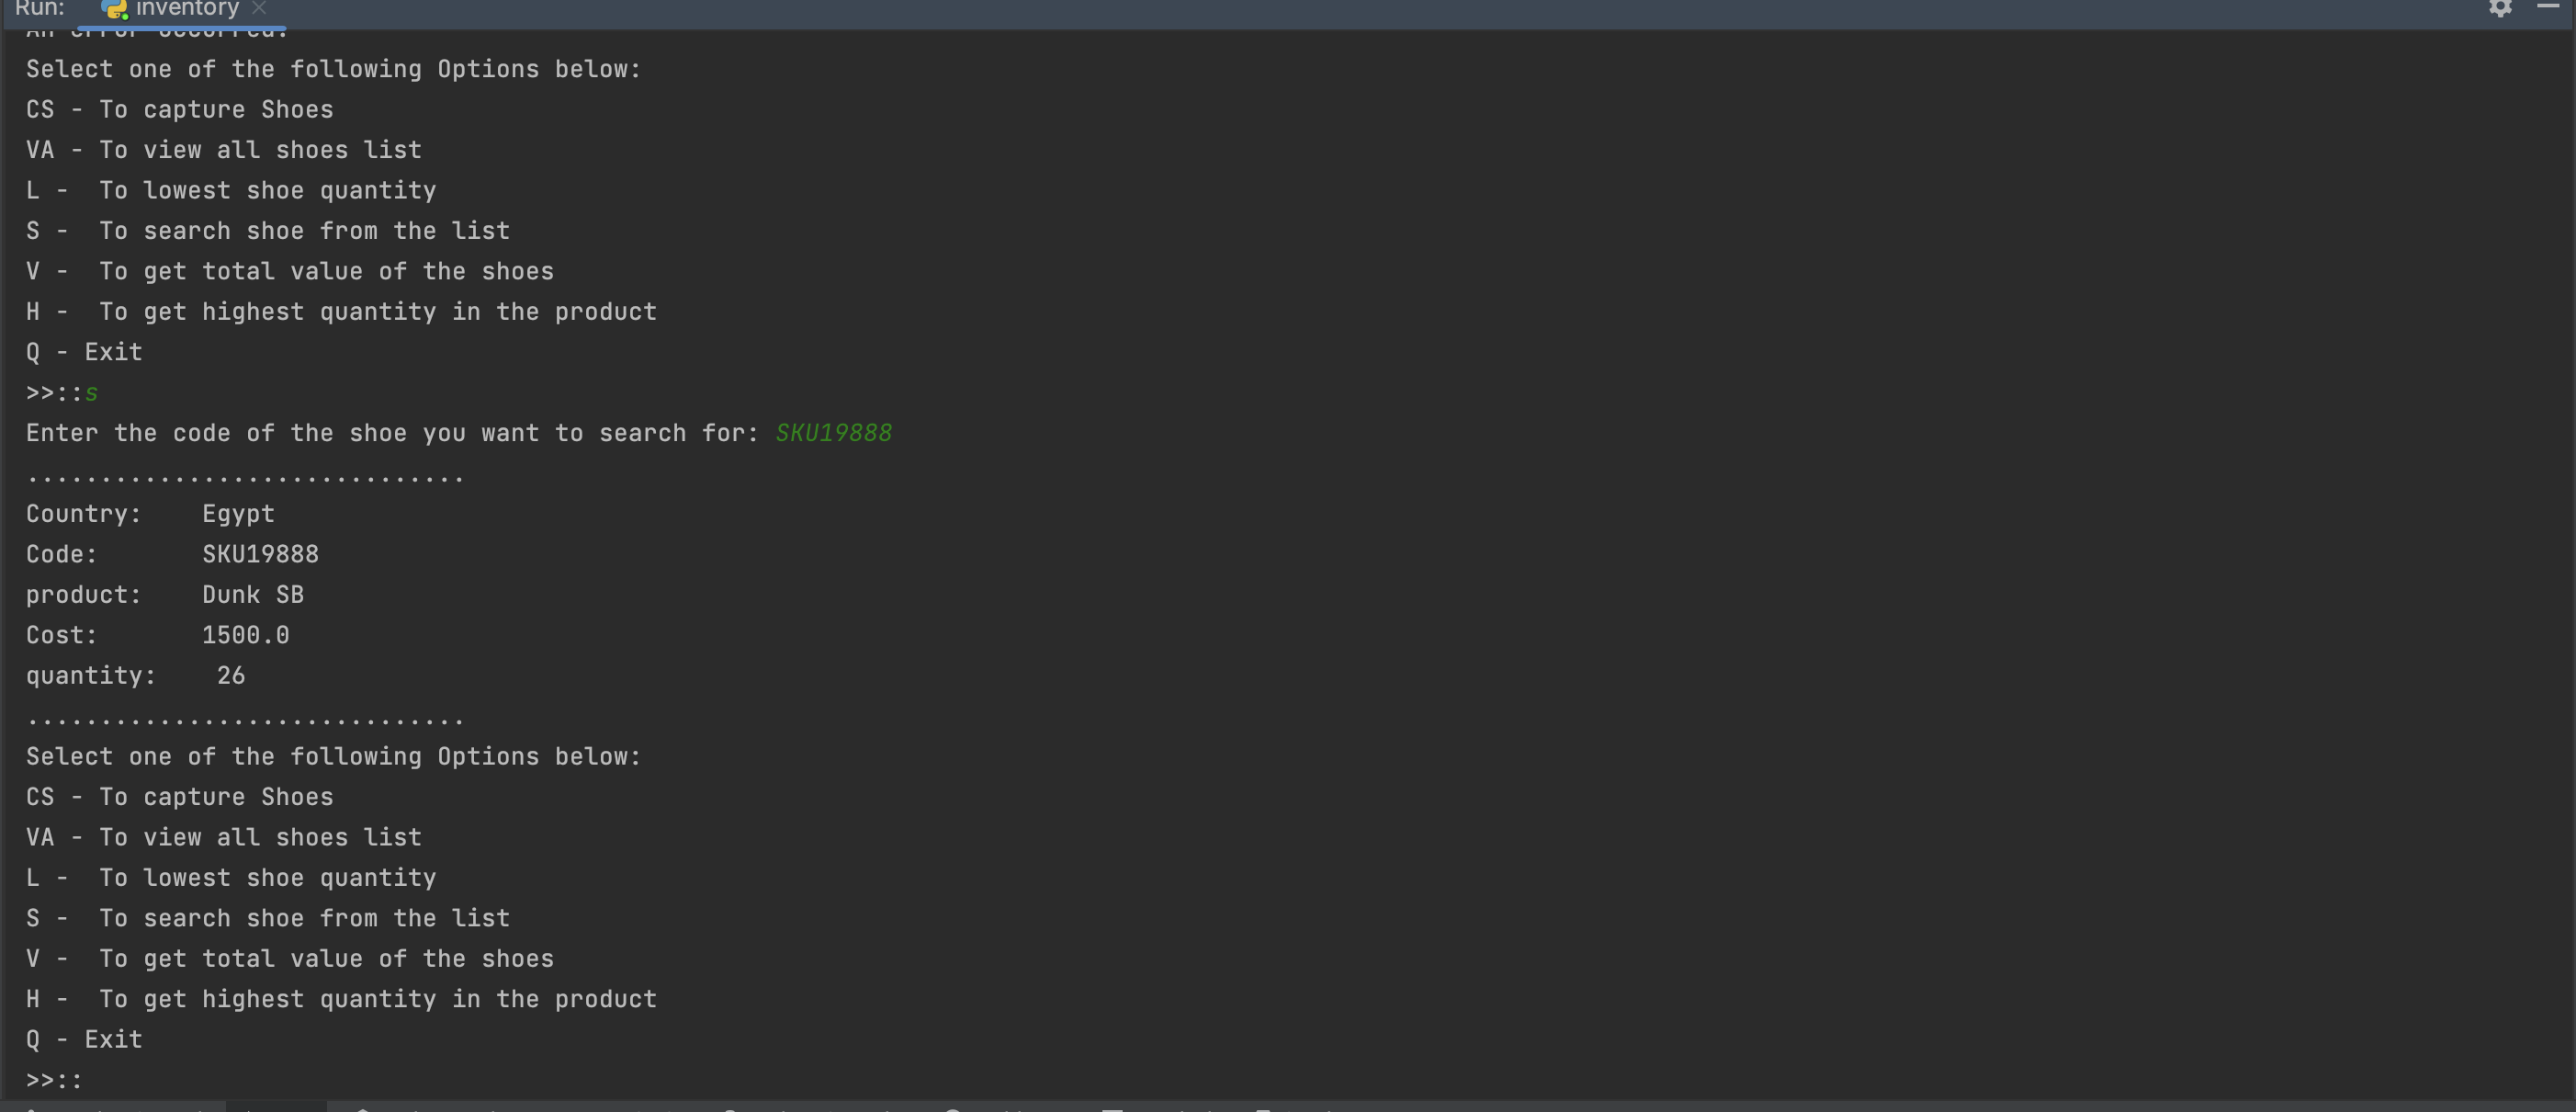 Run: inventory
An error occurred:
Select one of the following Options below:
CS - To capture Shoes
VA - To view all shoes list
L -  To lowest shoe quantity
S -  To search shoe from the list
V -  To get total value of the shoes
H -  To get highest quantity in the product
Q - Exit
>>::s
Enter the code of the shoe you want to search for: SKU19888
..............................
Country:    Egypt
Code:       SKU19888
product:    Dunk SB
Cost:       1500.0
quantity:    26
..............................
Select one of the following Options below:
CS - To capture Shoes
VA - To view all shoes list
L -  To lowest shoe quantity
S -  To search shoe from the list
V -  To get total value of the shoes
H -  To get highest quantity in the product
Q - Exit
>>::